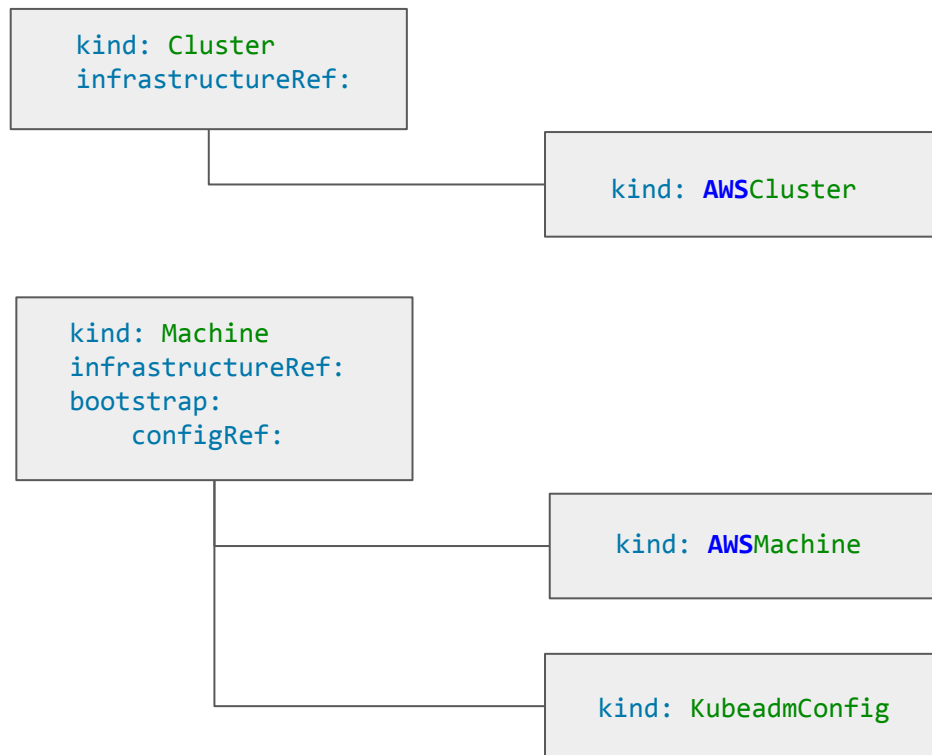 kind: Cluster
infrastructureRef:
kind: AWSCluster
kind: Machine
infrastructureRef:
bootstrap:
    configRef:
kind: AWSMachine
kind: KubeadmConfig